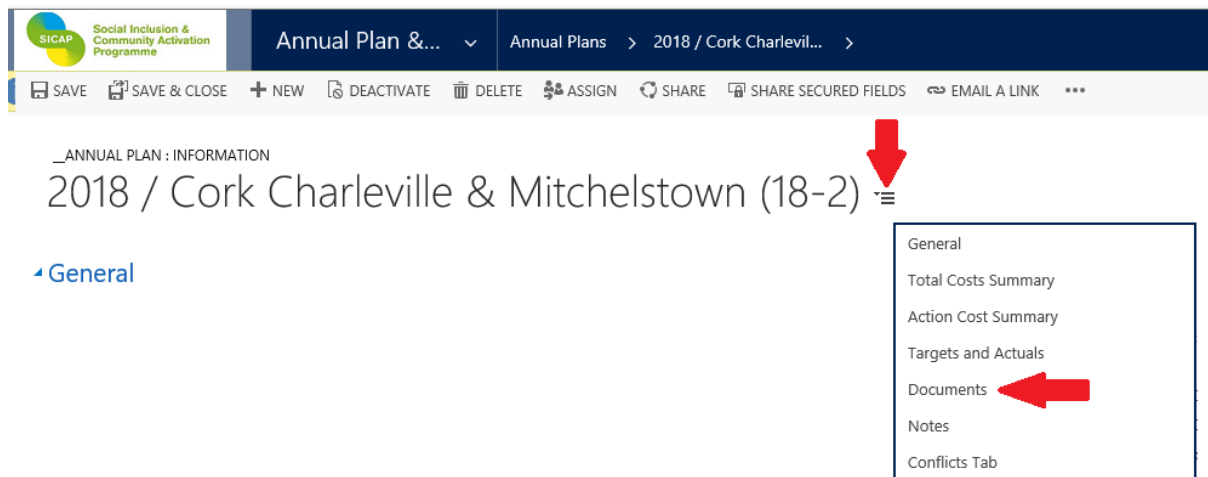 SICAP
Social Inclusion &
Community Activation
Programme
Annual Plan &...
Annual Plans > 2018 / Cork Charlevil... >
SAVE SAVE & CLOSE NEW DEACTIVATE DELETE ASSIGN SHARE SHARE SECURED FIELDS EMAIL A LINK •••
__ANNUAL PLAN : INFORMATION
2018 / Cork Charleville & Mitchelstown (18-2)
General
General
Total Costs Summary
Action Cost Summary
Targets and Actuals
Documents
Notes
Conflicts Tab